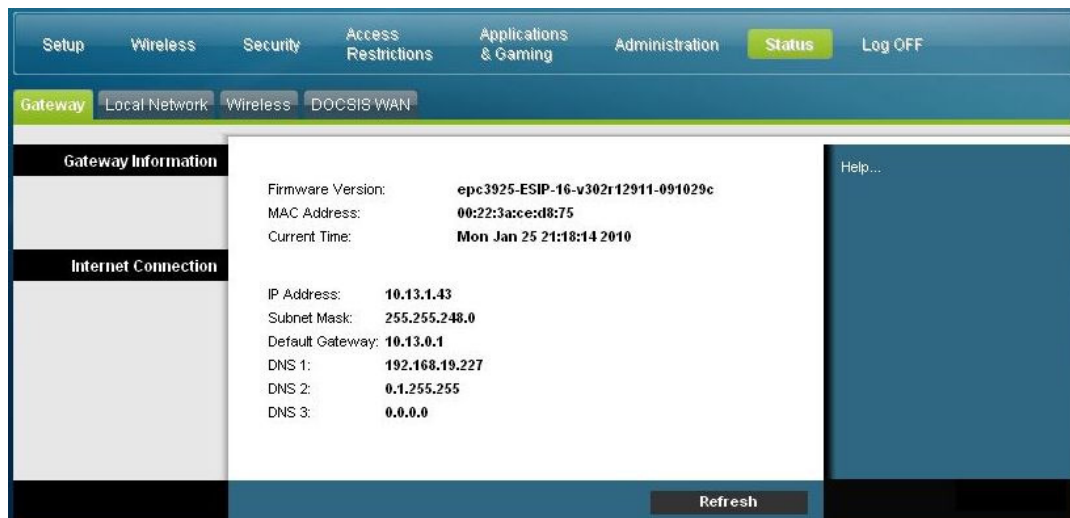 Setup Wireless Security Access Restrictions Applications & Gaming Administration Status Log OFF
Gateway Local Network Wireless DOCSIS WAN
Gateway Information
Help...
Firmware Version: epc3925-ESIP-16-v302r12911-091029c
MAC Address: 00:22:3a:ce:d8:75
Current Time: Mon Jan 25 21:18:14 2010
Internet Connection
IP Address: 10.13.1.43
Subnet Mask: 255.255.248.0
Default Gateway: 10.13.0.1
DNS 1: 192.168.19.227
DNS 2: 0.1.255.255
DNS 3: 0.0.0.0
Refresh